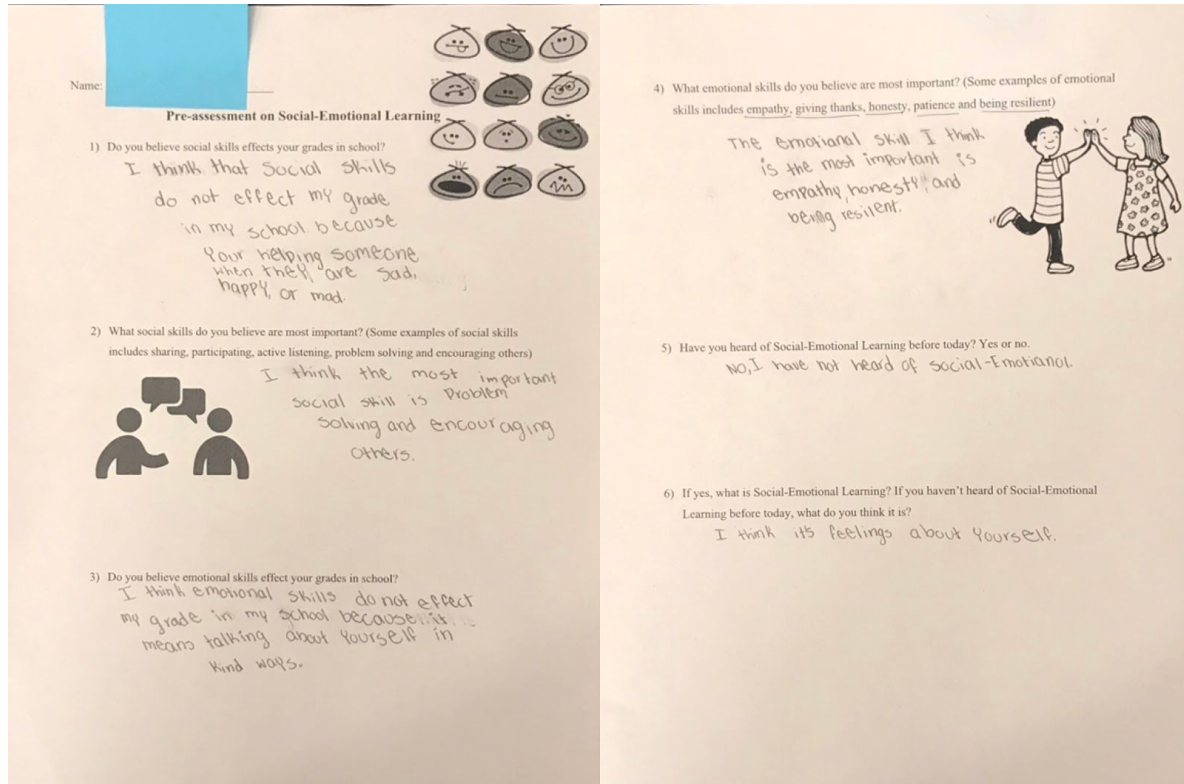 Name:
Pre-assessment on Social-Emotional Learning
1) Do you believe social skills effects your grades in school?
I think that Social Skills
do not effect my grade
in my school because
Your helping someone
when they are sad,
happy, or mad.
2) What social skills do you believe are most important? (Some examples of social skills
includes sharing, participating, active listening, problem solving and encouraging others)
I think the most important
social skill is Problem
Solving and encouraging
Others.
3) Do you believe emotional skills effect your grades in school?
I think emotional skills do not effect
my grade in my school because it
means talking about Yourself in
kind ways.
4) What emotional skills do you believe are most important? (Some examples of emotional
skills includes empathy, giving thanks, honesty, patience and being resilient)
The emotional skill I think
is the most important is
empathy, honesty, and
being resilent.
5) Have you heard of Social-Emotional Learning before today? Yes or no.
No, I have not heard of Social-Emotianol.
6) If yes, what is Social-Emotional Learning? If you haven't heard of Social-Emotional
Learning before today, what do you think it is?
I think it's feelings about Yourself.